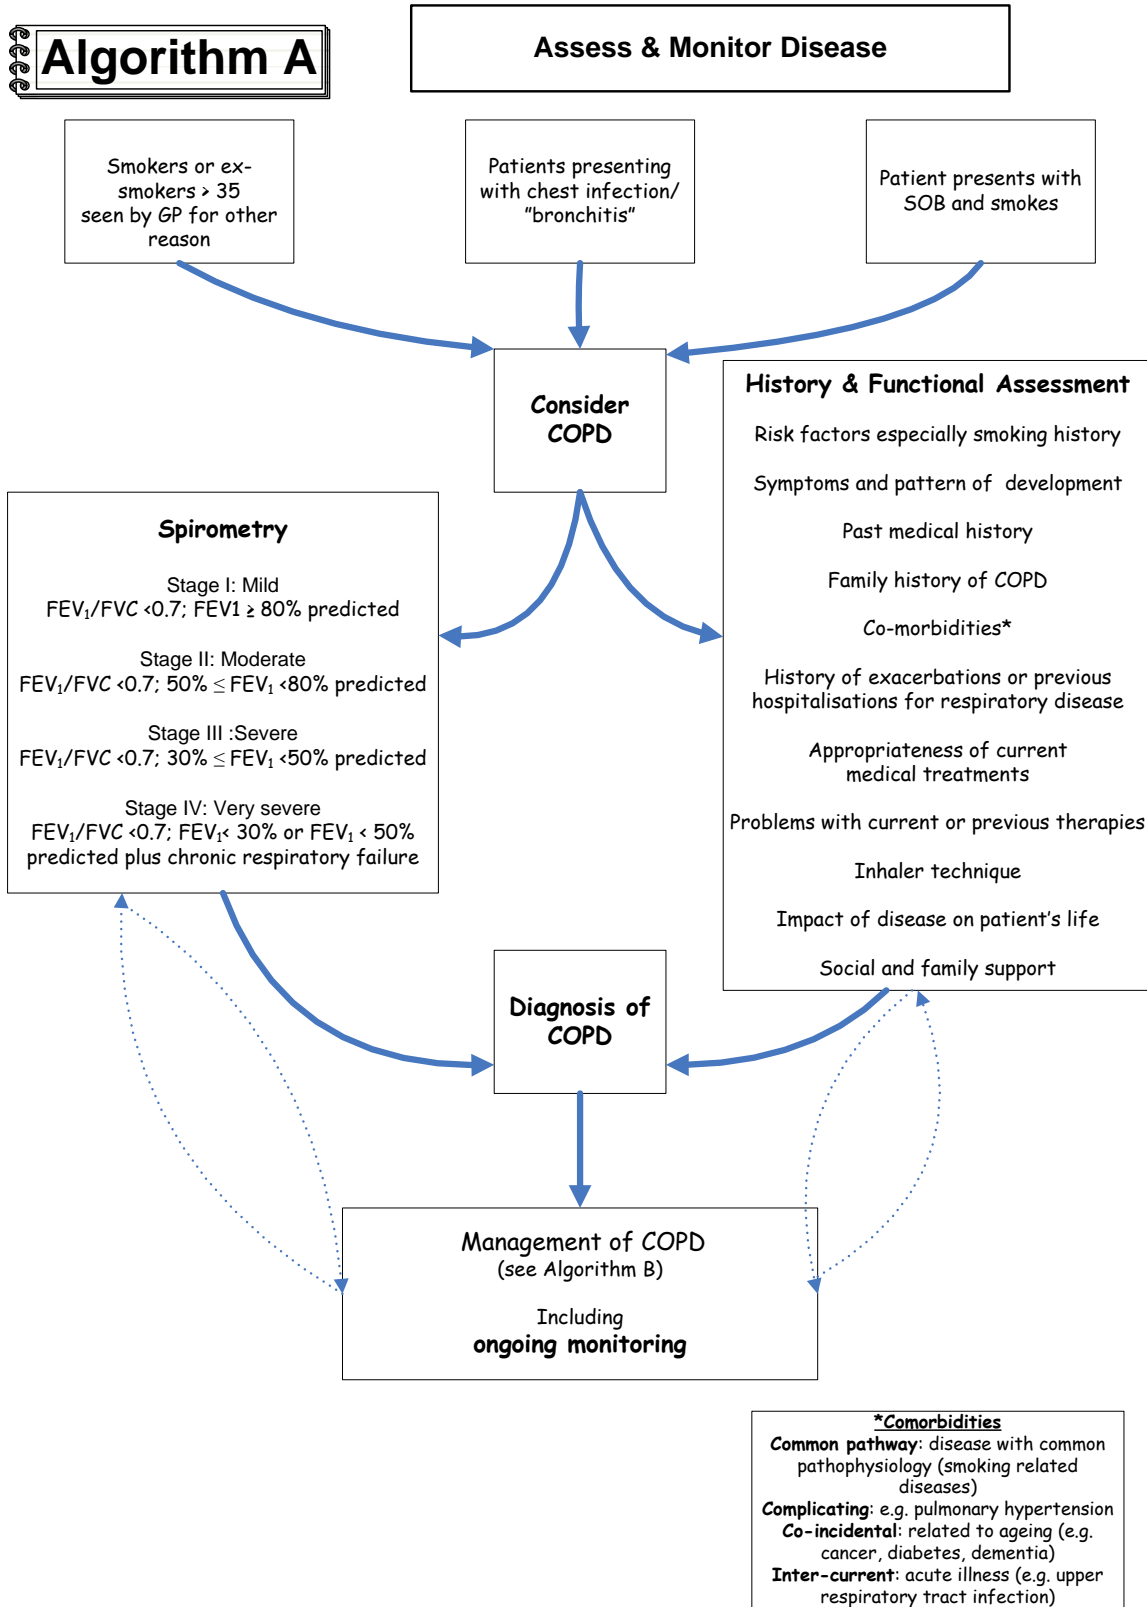 Algorithm A
Assess & Monitor Disease
Smokers or ex-
smokers > 35
seen by GP for other
reason
Patients presenting
with chest infection/
"bronchitis"
Patient presents with
SOB and smokes
Consider
COPD
History & Functional Assessment
Risk factors especially smoking history
Symptoms and pattern of development
Past medical history
Family history of COPD
Co-morbidities*
History of exacerbations or previous
hospitalisations for respiratory disease
Appropriateness of current
medical treatments
Problems with current or previous therapies
Inhaler technique
Impact of disease on patient's life
Social and family support
Spirometry
Stage I: Mild
FEV₁/FVC <0.7; FEV1 ≥ 80% predicted
Stage II: Moderate
FEV₁/FVC <0.7; 50% ≤ FEV₁ <80% predicted
Stage III :Severe
FEV₁/FVC <0.7; 30% ≤ FEV₁ <50% predicted
Stage IV: Very severe
FEV₁/FVC <0.7; FEV₁< 30% or FEV₁ < 50%
predicted plus chronic respiratory failure
Diagnosis of
COPD
Management of COPD
(see Algorithm B)
Including
ongoing monitoring
*Comorbidities
Common pathway: disease with common
pathophysiology (smoking related
diseases)
Complicating: e.g. pulmonary hypertension
Co-incidental: related to ageing (e.g.
cancer, diabetes, dementia)
Inter-current: acute illness (e.g. upper
respiratory tract infection)